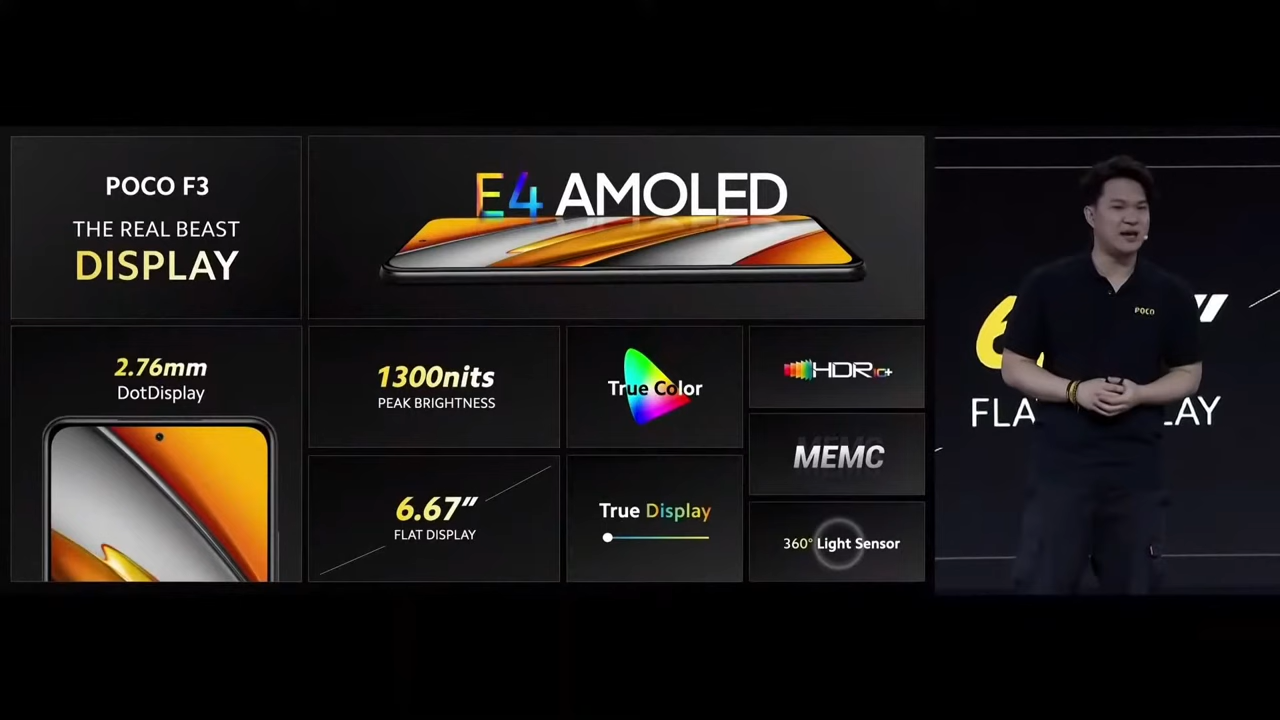 POCO F3
THE REAL BEAST
DISPLAY
E4 AMOLED
2.76mm
DotDisplay
1300nits
PEAK BRIGHTNESS
6.67"
FLAT DISPLAY
True Color
True Display
HDR10+
MEMC
360° Light Sensor
POCO
6 "
FLA LAY